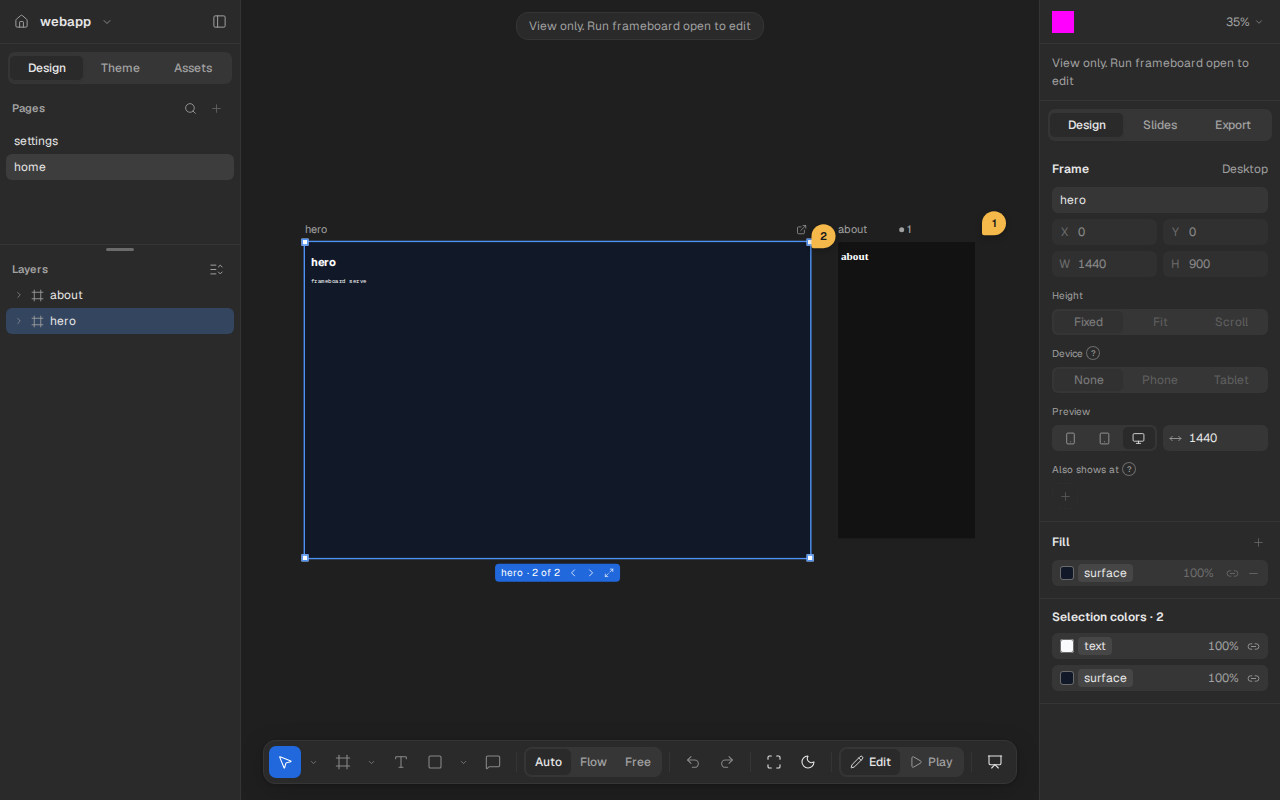 webapp
Design
Theme
Assets
Pages
settings
home
Layers
about
hero
View only. Run frameboard open to edit
hero
2
about
1
1
hero
frameboard serve
about
hero · 2 of 2
Auto
Flow
Free
Edit
Play
35%
View only. Run frameboard open to
edit
Design
Slides
Export
Frame
Desktop
hero
X 0
Y 0
W 1440
H 900
Height
Fixed
Fit
Scroll
Device ?
None
Phone
Tablet
Preview
1440
Also shows at ?
Fill
surface 100%
Selection colors · 2
text 100%
surface 100%